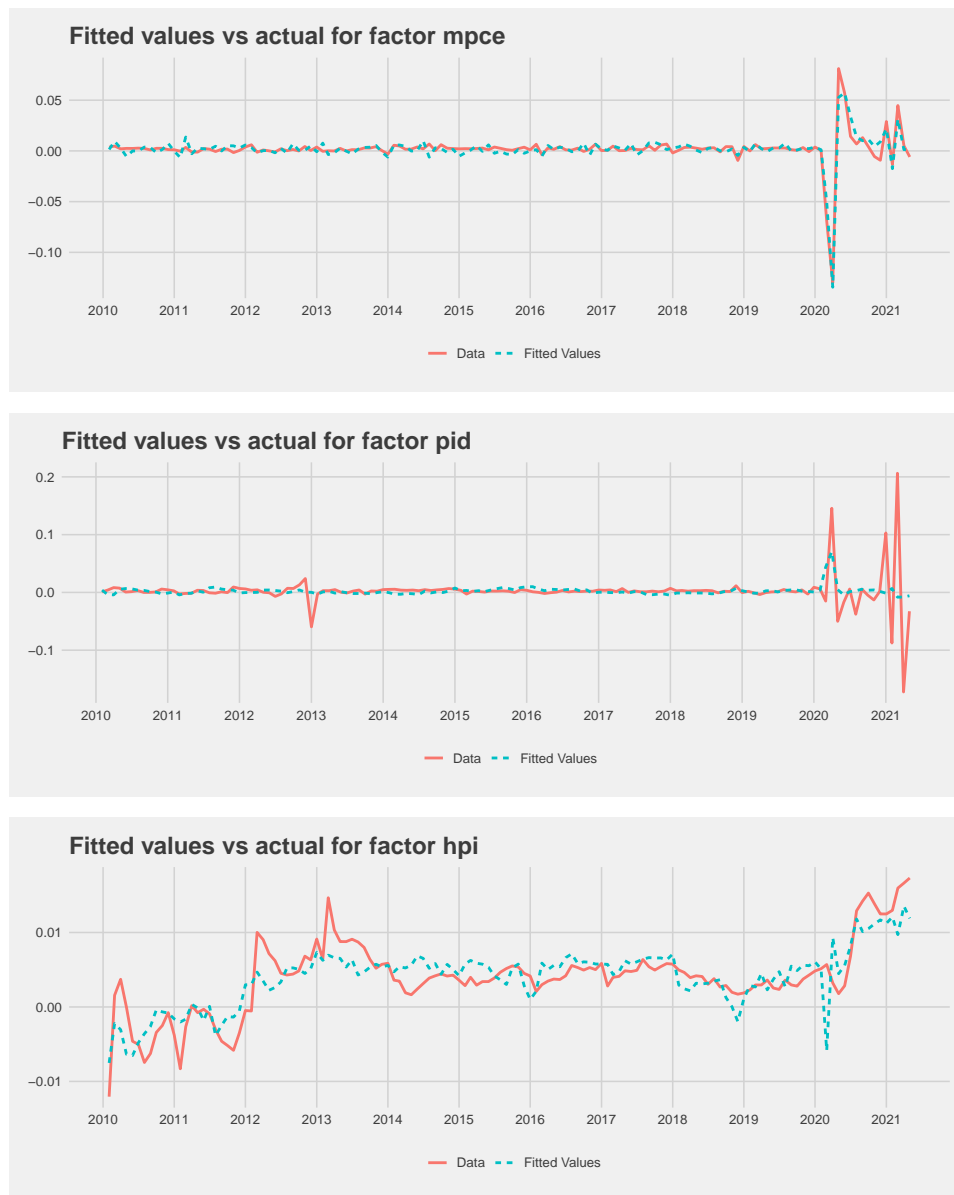 Fitted values vs actual for factor mpce
0.05
0.00
−0.05
−0.10
2010 2011 2012 2013 2014 2015 2016 2017 2018 2019 2020 2021
Data Fitted Values
Fitted values vs actual for factor pid
0.2
0.1
0.0
−0.1
2010 2011 2012 2013 2014 2015 2016 2017 2018 2019 2020 2021
Data Fitted Values
Fitted values vs actual for factor hpi
0.01
0.00
−0.01
2010 2011 2012 2013 2014 2015 2016 2017 2018 2019 2020 2021
Data Fitted Values